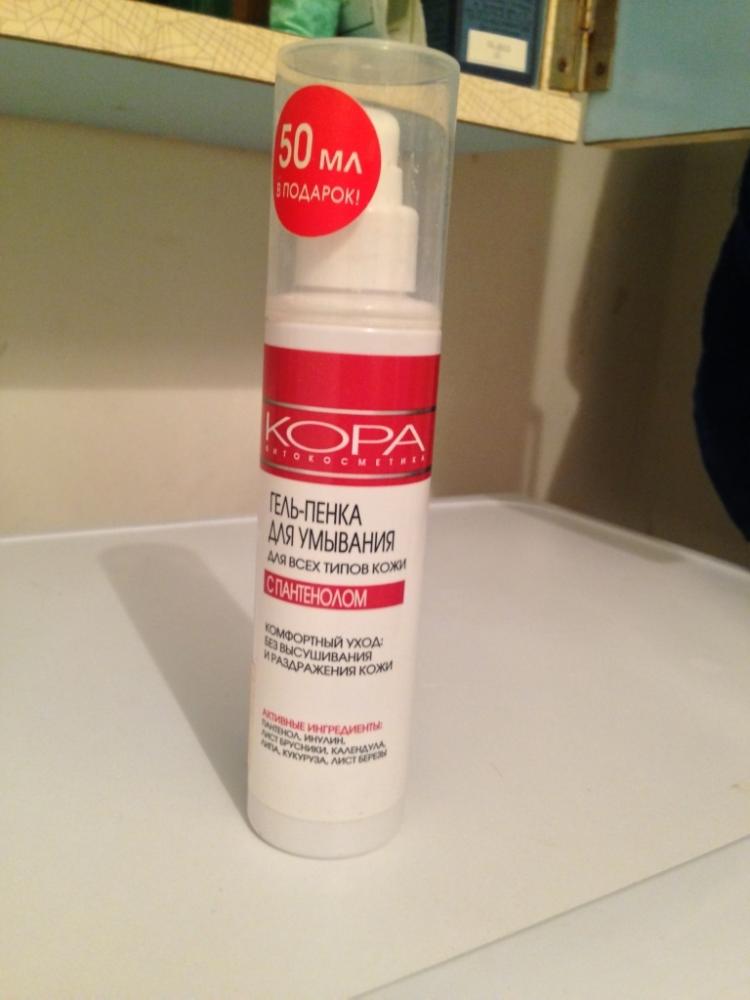 50 мл
В ПОДАРОК!
КОРА
ФИТОКОСМЕТИКА
ГЕЛЬ-ПЕНКА
ДЛЯ УМЫВАНИЯ
ДЛЯ ВСЕХ ТИПОВ КОЖИ
С ПАНТЕНОЛОМ
КОМФОРТНЫЙ УХОД:
БЕЗ ВЫСУШИВАНИЯ
И РАЗДРАЖЕНИЯ КОЖИ
АКТИВНЫЕ ИНГРЕДИЕНТЫ:
ПАНТЕНОЛ, ИНУЛИН,
ЛИСТ БРУСНИКИ, КАЛЕНДУЛА,
ЛИПА, КУКУРУЗА, ЛИСТ БЕРЕЗЫ